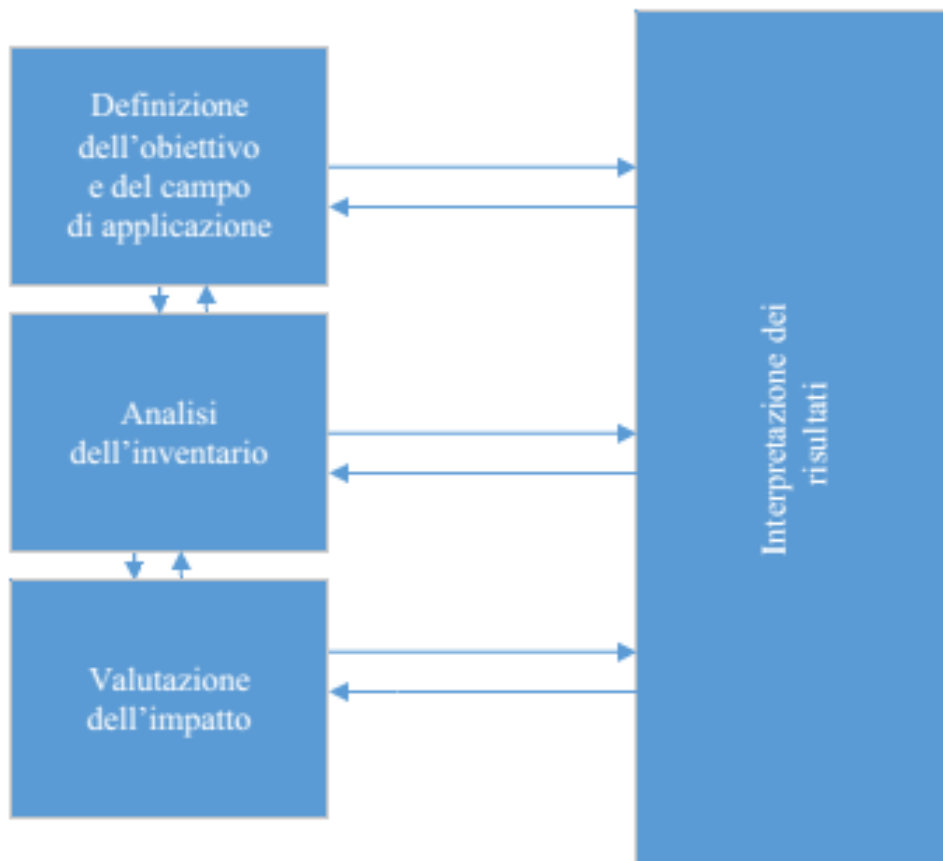 Definizione
dell’obiettivo
e del campo
di applicazione
Analisi
dell’inventario
Valutazione
dell’impatto
Interpretazione dei
risultati